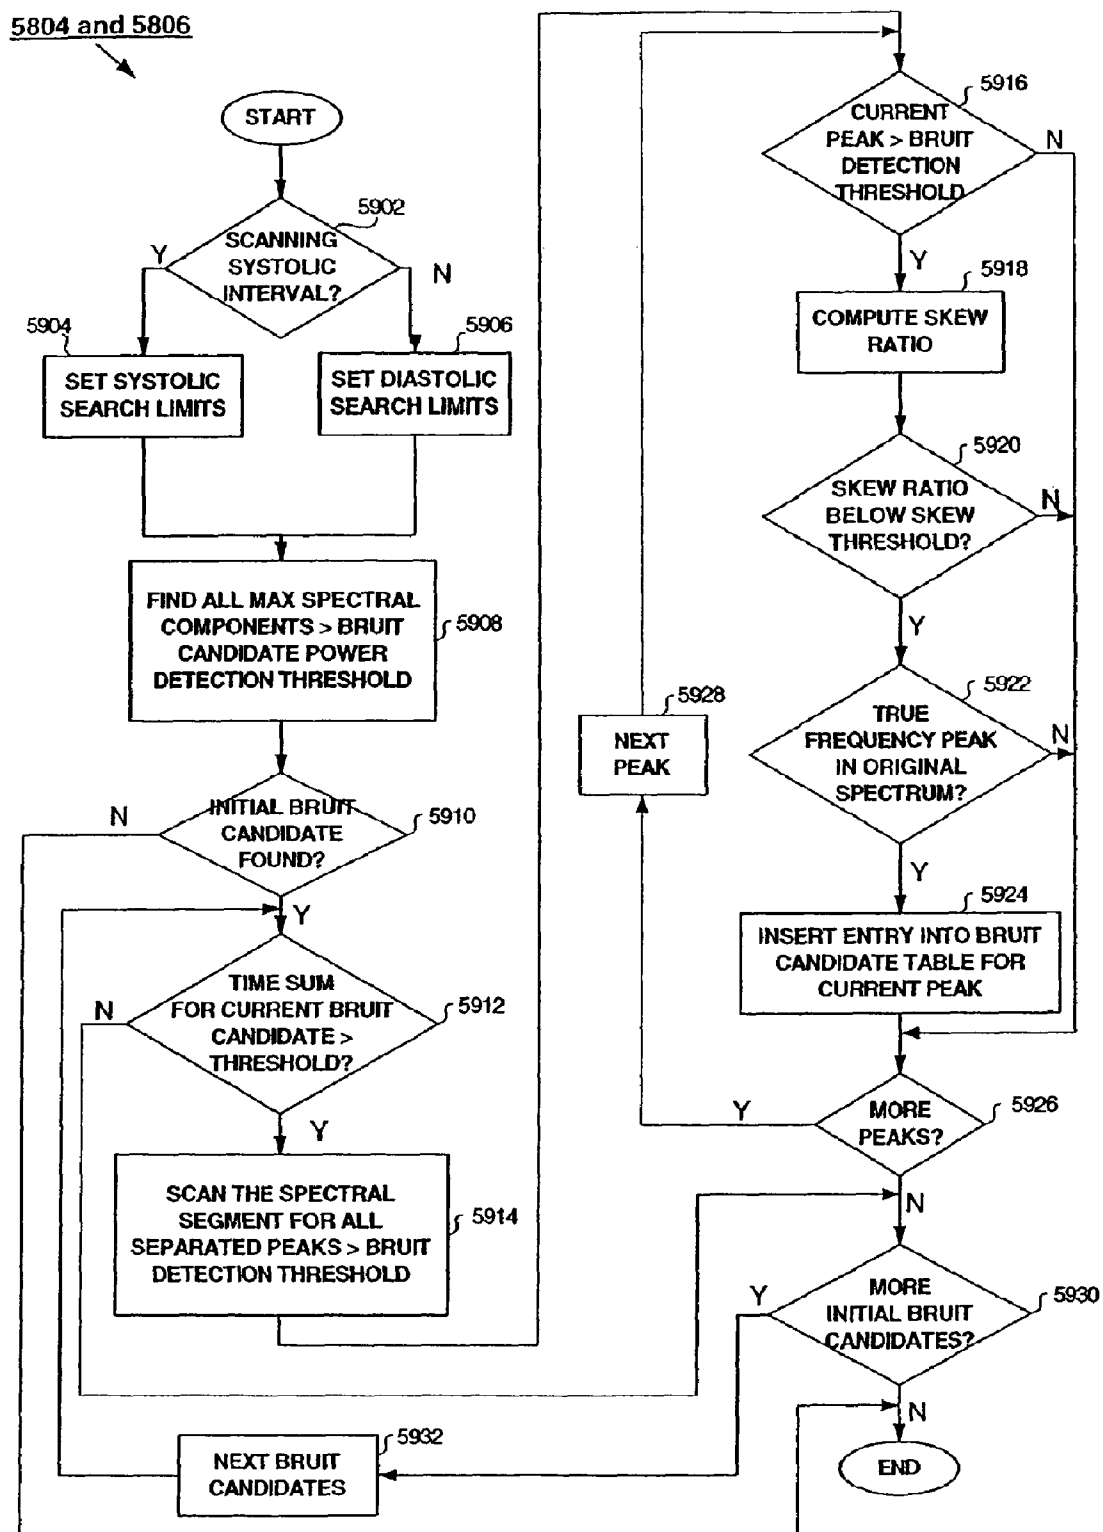 5804 and 5806
START
5902
SCANNING
SYSTOLIC
INTERVAL?
Y
N
5904
SET SYSTOLIC
SEARCH LIMITS
5906
SET DIASTOLIC
SEARCH LIMITS
FIND ALL MAX SPECTRAL
COMPONENTS > BRUIT
CANDIDATE POWER
DETECTION THRESHOLD
5908
INITIAL BRUIT
CANDIDATE
FOUND?
5910
N
Y
TIME SUM
FOR CURRENT BRUIT
CANDIDATE >
THRESHOLD?
5912
N
Y
SCAN THE SPECTRAL
SEGMENT FOR ALL
SEPARATED PEAKS > BRUIT
DETECTION THRESHOLD
5914
5916
CURRENT
PEAK > BRUIT
DETECTION
THRESHOLD
N
Y
5918
COMPUTE SKEW
RATIO
5920
SKEW RATIO
BELOW SKEW
THRESHOLD?
N
Y
5922
TRUE
FREQUENCY PEAK
IN ORIGINAL
SPECTRUM?
N
Y
5924
INSERT ENTRY INTO BRUIT
CANDIDATE TABLE FOR
CURRENT PEAK
MORE
PEAKS?
5926
Y
N
5928
NEXT
PEAK
MORE
INITIAL BRUIT
CANDIDATES?
5930
Y
N
5932
NEXT BRUIT
CANDIDATES
END